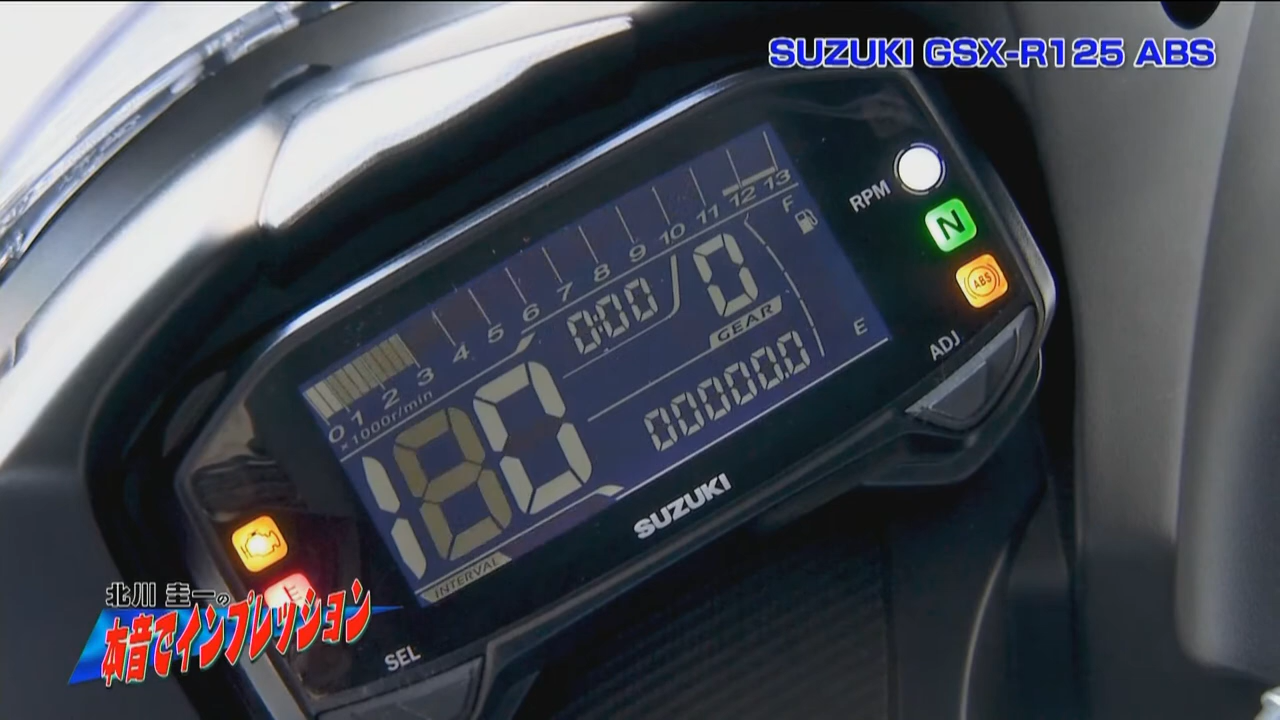 SUZUKI GSX-R125 ABS
0 1 2 3 4 5 6 7 8 9 10 11 12 13
×1000r/min
RPM
N
ABS
F
E
0:00
0
GEAR
180
00000.0
INTERVAL
ADJ
SUZUKI
SEL
北川 圭一の
本音でインプレッション